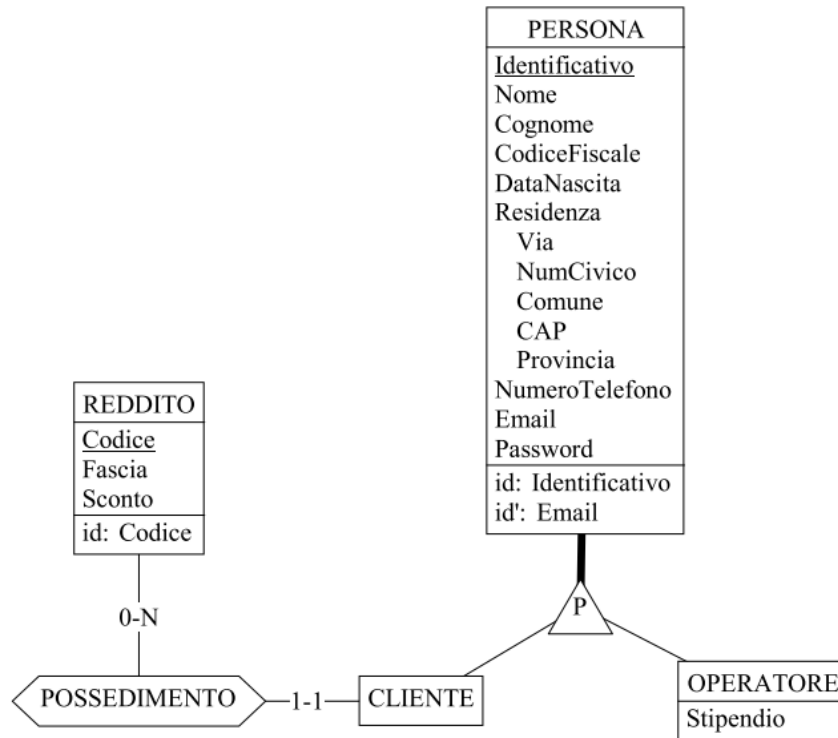 PERSONA
Identificativo
Nome
Cognome
CodiceFiscale
DataNascita
Residenza
Via
NumCivico
Comune
CAP
Provincia
NumeroTelefono
Email
Password
id: Identificativo
id': Email
REDDITO
Codice
Fascia
Sconto
id: Codice
P
0-N
POSSEDIMENTO
1-1
CLIENTE
OPERATORE
Stipendio